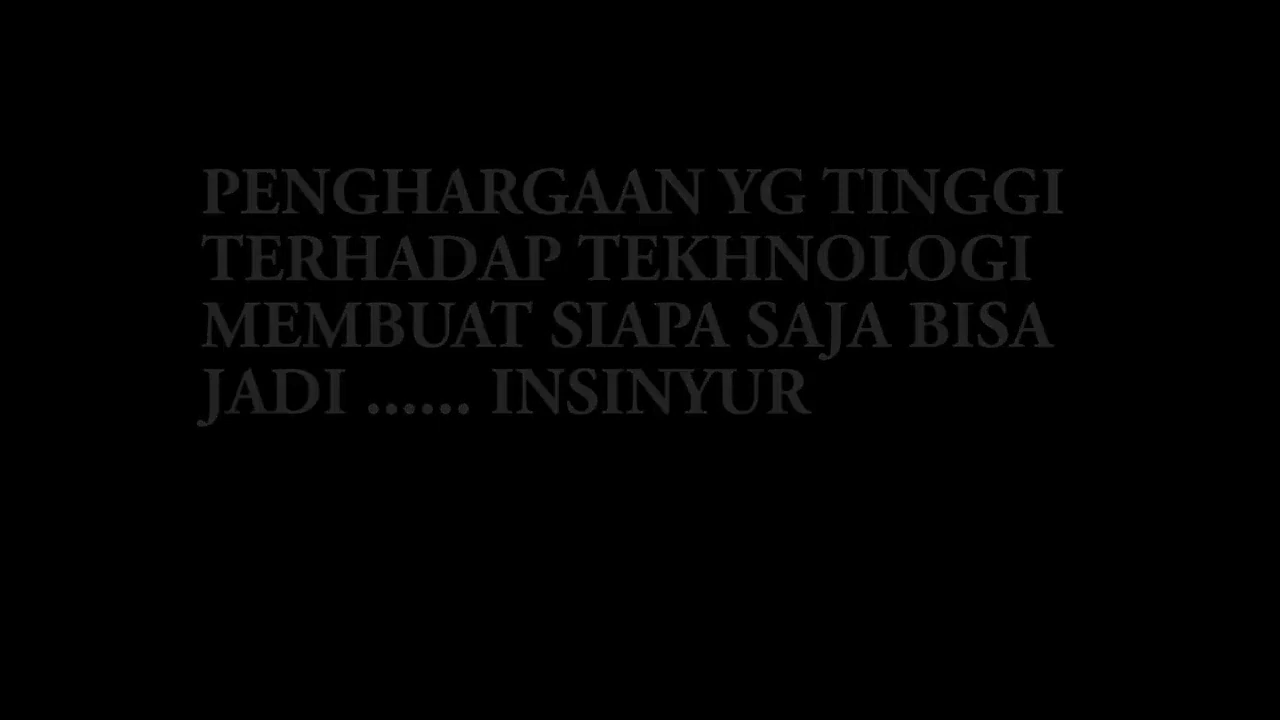 PENGHARGAAN YG TINGGI
TERHADAP TEKHNOLOGI
MEMBUAT SIAPA SAJA BISA
JADI ...... INSINYUR